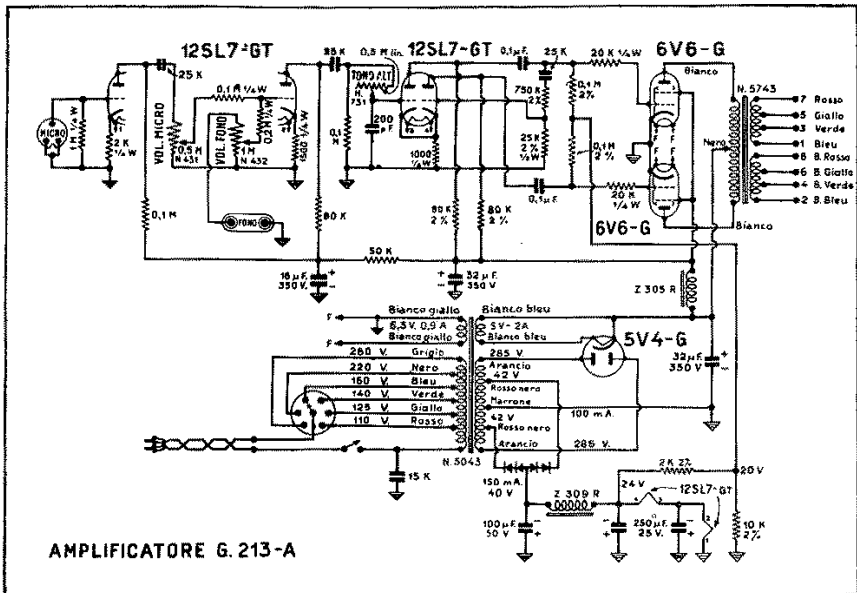 12SL7-GT
25 K
0,5 M lin.
TONO ALT.
N. 731
12SL7-GT
0,1 µF.
25 K
20 K 1/4 W
6V6-G
Bianco
N. 5743
25 K
MICRO
1 M 1/4 W
2 K
1/4 W
VOL. MICRO
0,1 M 1/4 W
0,5 M
N 431
VOL. FONO
1 M
N 432
0,2 M 1/4 W
1500 1/4 W
0,1
M
200
pF
1000
1/4 W
750 K
2%
25 K
2 %
1/2 W
0,1 M
2%
0,1 M
2 %
Nero
F F
7 Rosso
5 Giallo
3 Verde
1 Bleu
8 B. Rosso
6 B. Giallo
4 B. Verde
2 B. Bleu
FONO
0,1 M
80 K
80 K
2 %
80 K
2 %
0,1 µF.
20 K
1/4 W
6V6-G
Bianco
50 K
16 µF.
350 V.
32 µF.
350 V
Z 305 R
F
Bianco giallo
6,3 V. 0,9 A
F
Bianco giallo
Bianco bleu
5V-2A
Bianco bleu
5V4-G
32 µF
350 V
280 V. Grigio
220 V. Nero
160 V. Bleu
140 V. Verde
125 V. Giallo
110 V. Rosso
285 V.
Arancio
42 V
Rosso nero
Marrone
100 mA.
42 V
Rosso nero
Arancio 285 V.
N. 5043
15 K
150 mA.
40 V
Z 309 R
24 V
2 K 2%
20 V
12SL7-GT
100 µF.
50 V
250 µF.
25 V.
10 K
2%
AMPLIFICATORE G. 213-A